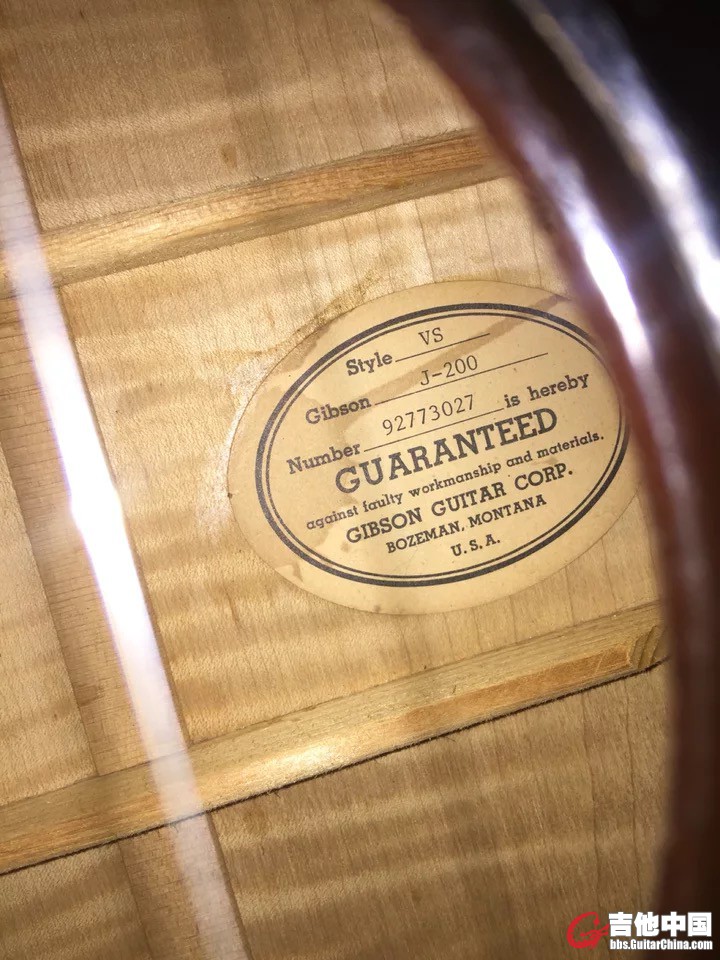 Style VS
Gibson J-200
Number 92773027 is hereby
GUARANTEED
against faulty workmanship and materials.
GIBSON GUITAR CORP.
BOZEMAN, MONTANA
U.S.A.
吉他中国
bbs.GuitarChina.com